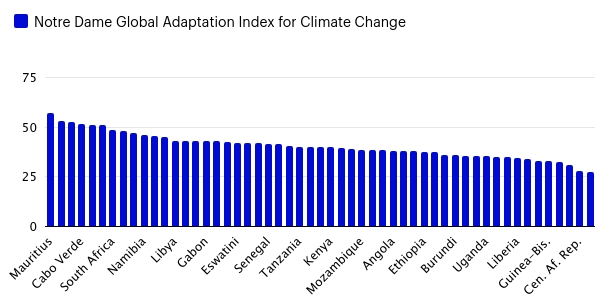 Notre Dame Global Adaptation Index for Climate Change
75
50
25
0
Mauritius
Cabo Verde
South Africa
Namibia
Libya
Gabon
Eswatini
Senegal
Tanzania
Kenya
Mozambique
Angola
Ethiopia
Burundi
Uganda
Liberia
Guinea-Bis.
Cen. Af. Rep.